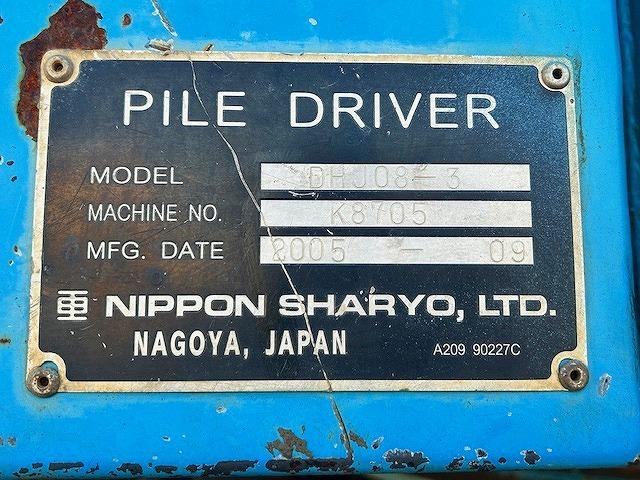 PILE DRIVER
MODEL DHJ08-3
MACHINE NO. K8705
MFG. DATE 2005 - 09
NIPPON SHARYO, LTD.
NAGOYA, JAPAN A209 90227C